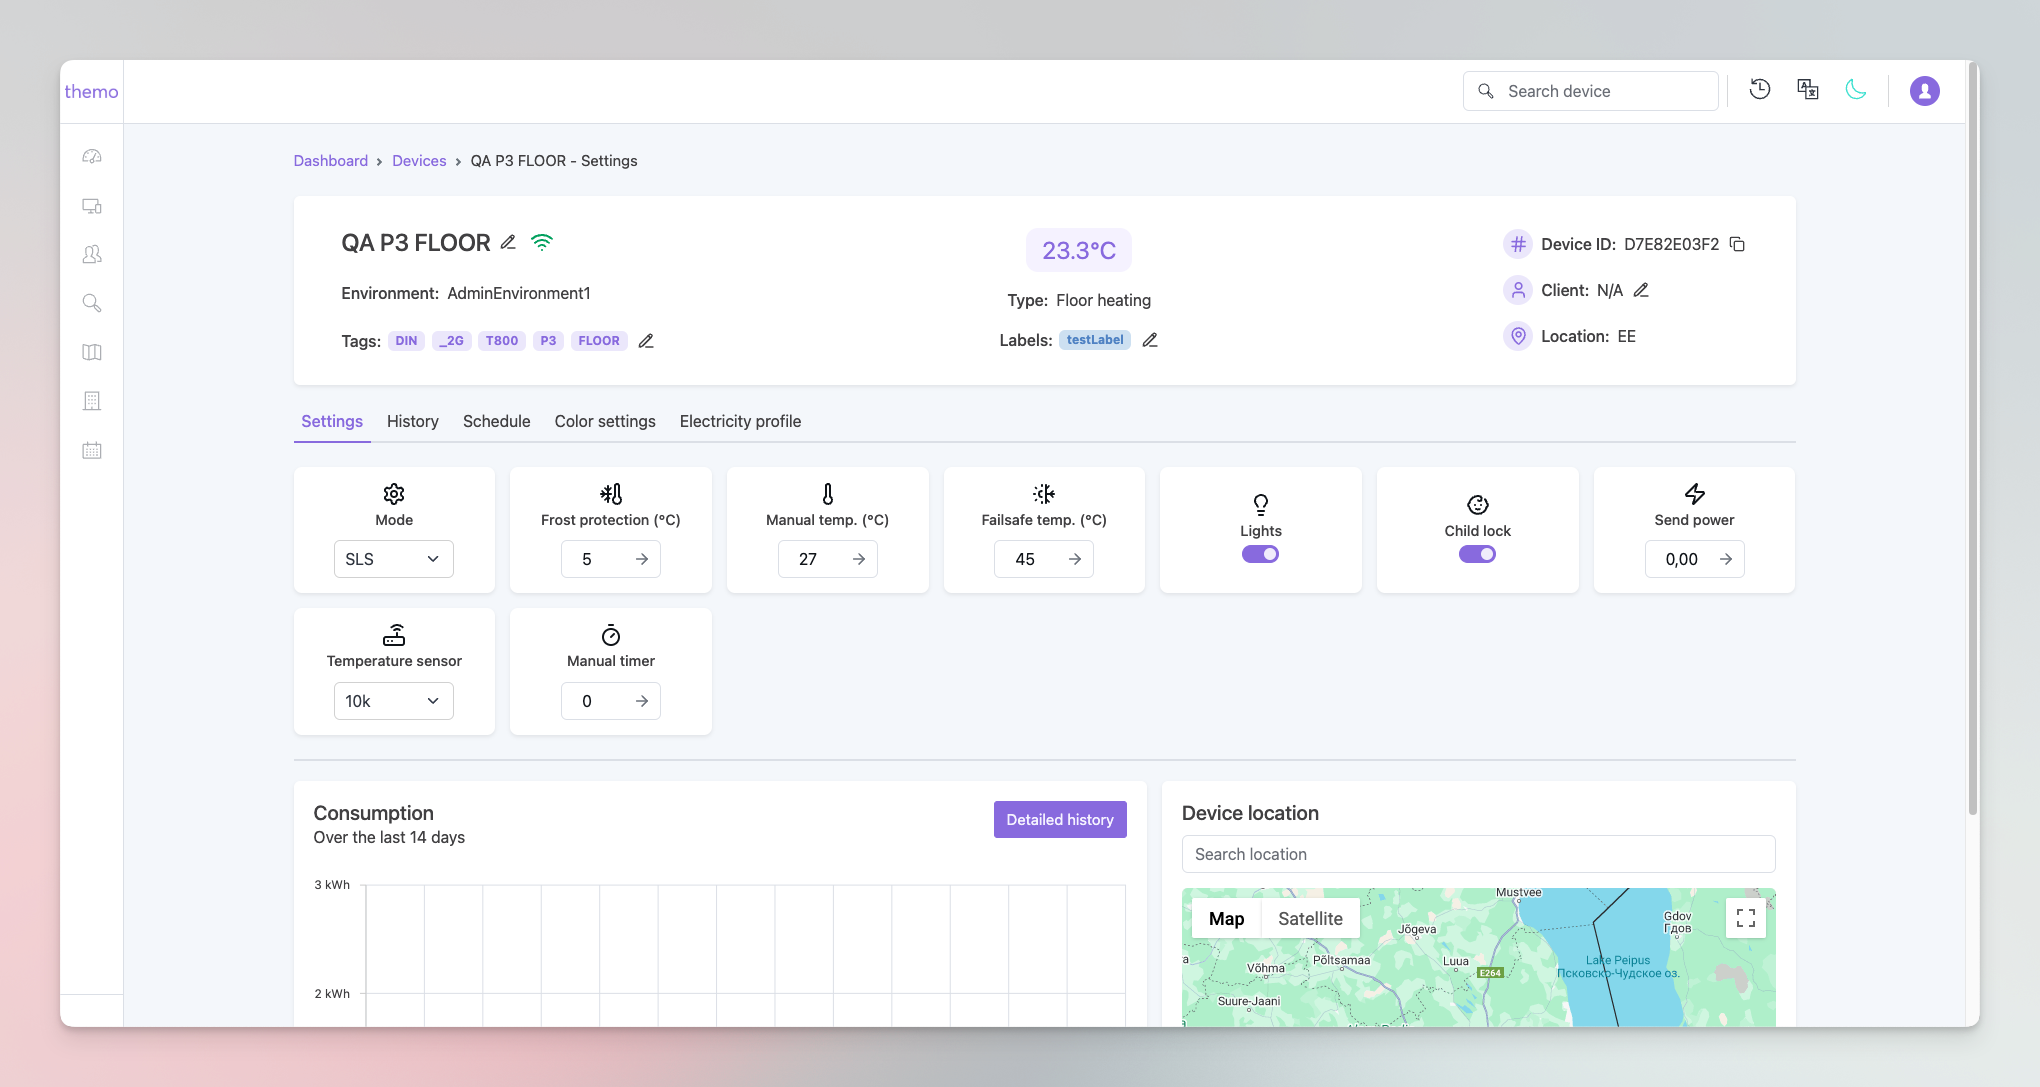 themo
Search device
Dashboard > Devices > QA P3 FLOOR - Settings
QA P3 FLOOR
Environment: AdminEnvironment1
Tags: DIN _2G T800 P3 FLOOR
23.3°C
Type: Floor heating
Labels: testLabel
Device ID: D7E82E03F2
Client: N/A
Location: EE
Settings History Schedule Color settings Electricity profile
Mode
SLS
Frost protection (°C)
5
Manual temp. (°C)
27
Failsafe temp. (°C)
45
Lights
Child lock
Send power
0,00
Temperature sensor
10k
Manual timer
0
Consumption
Over the last 14 days
Detailed history
3 kWh
2 kWh
Device location
Search location
Map Satellite
Mustvee
Gdov
Гдов
Jõgeva
Põltsamaa
Luua
Võhma
E264
Lake Peipus
Псковско-Чудское оз.
Suure-Jaani